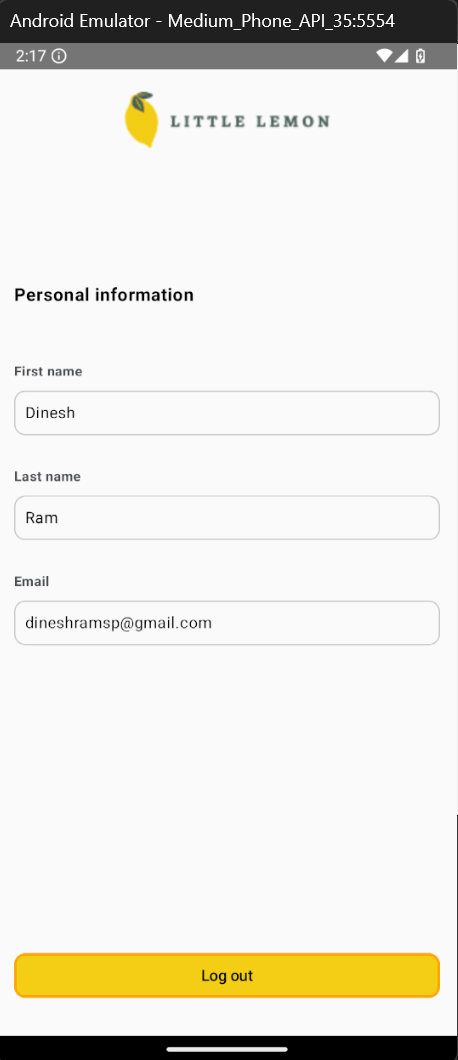 Android Emulator - Medium_Phone_API_35:5554
2:17
LITTLE LEMON
Personal information
First name
Dinesh
Last name
Ram
Email
dineshramsp@gmail.com
Log out